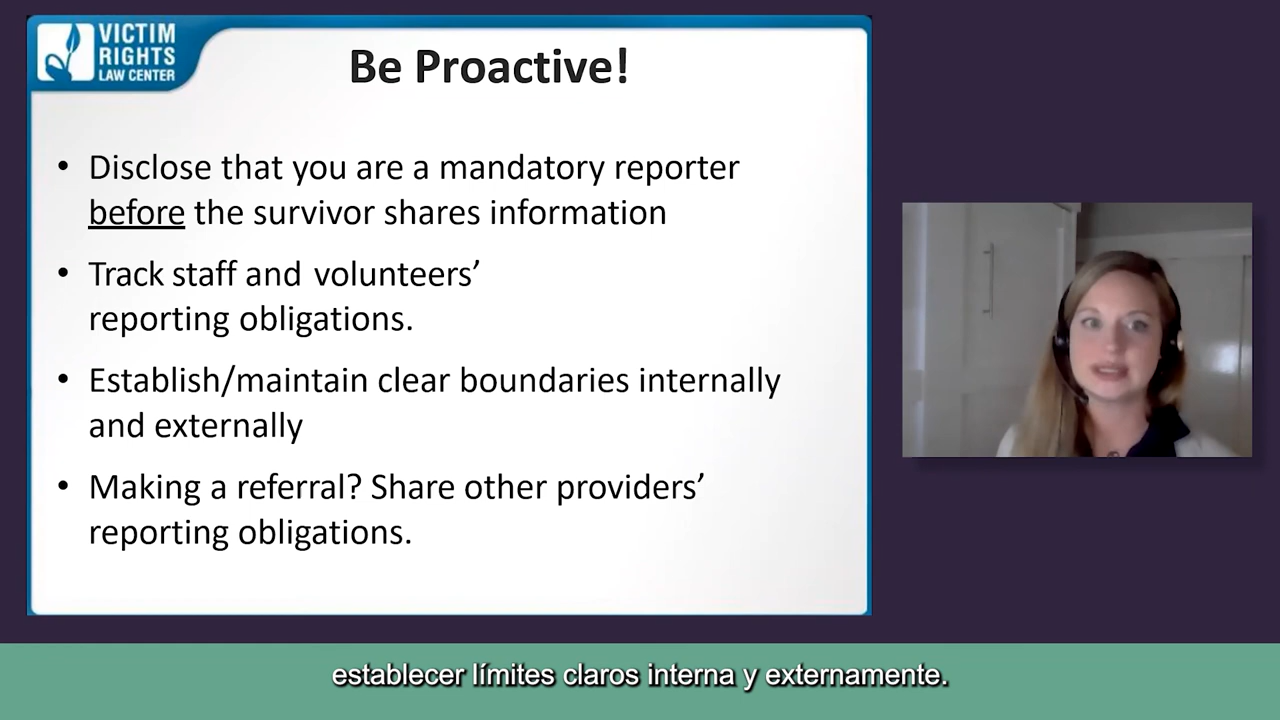 VICTIM
RIGHTS
LAW CENTER
Be Proactive!
• Disclose that you are a mandatory reporter
before the survivor shares information
• Track staff and volunteers’
reporting obligations.
• Establish/maintain clear boundaries internally
and externally
• Making a referral? Share other providers’
reporting obligations.
establecer límites claros interna y externamente.